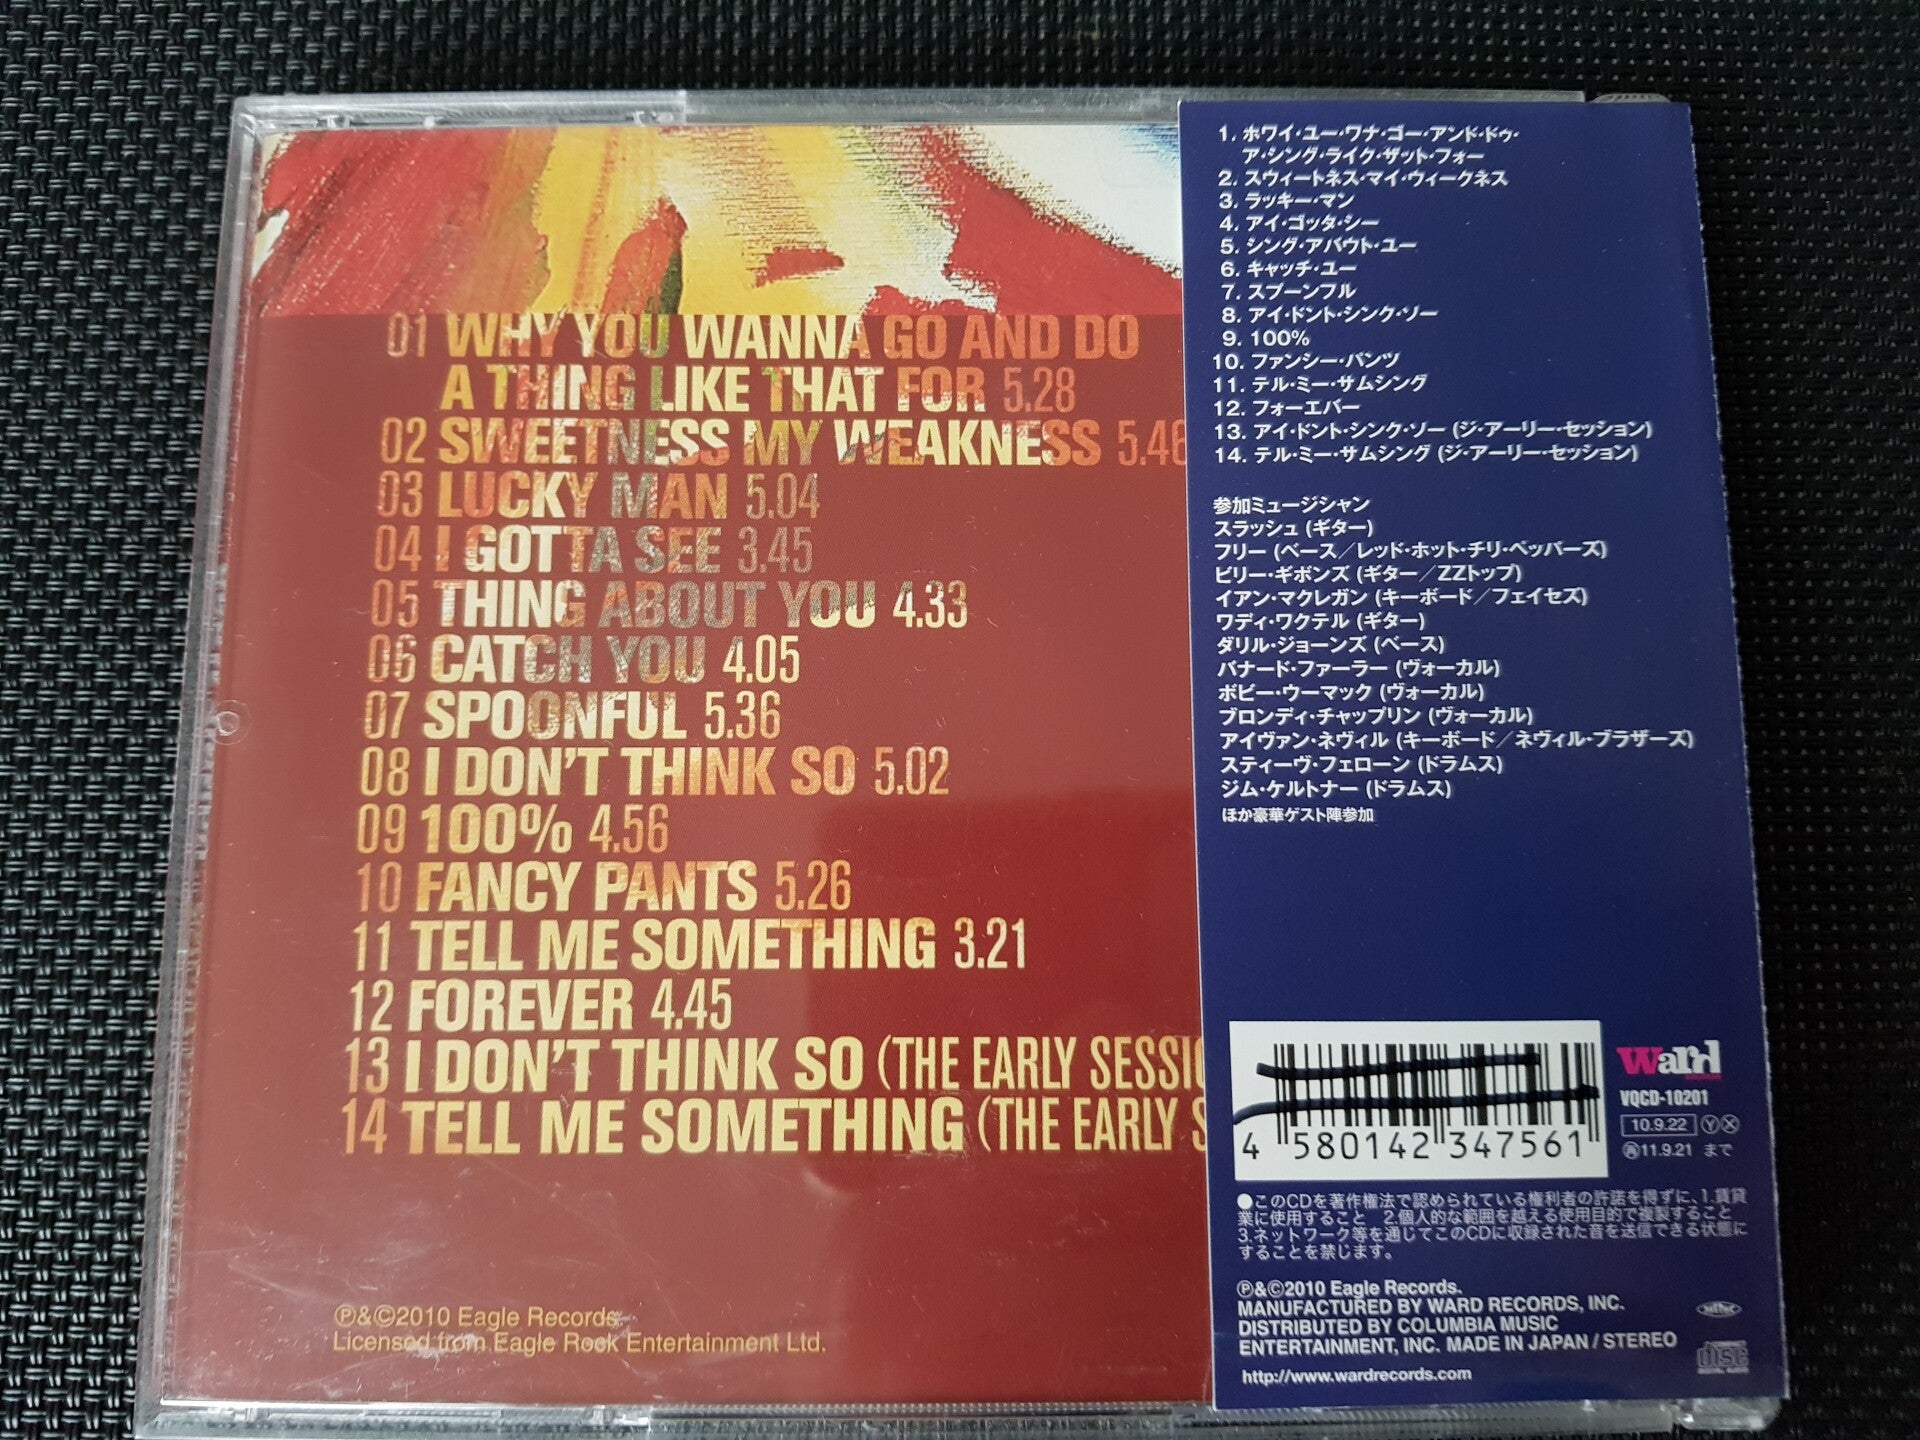 01 WHY YOU WANNA GO AND DO
A THING LIKE THAT FOR 5.28
02 SWEETNESS MY WEAKNESS 5.46
03 LUCKY MAN 5.04
04 I GOTTA SEE 3.45
05 THING ABOUT YOU 4.33
06 CATCH YOU 4.05
07 SPOONFUL 5.36
08 I DON'T THINK SO 5.02
09 100% 4.56
10 FANCY PANTS 5.26
11 TELL ME SOMETHING 3.21
12 FOREVER 4.45
13 I DON'T THINK SO (THE EARLY SESSIO
14 TELL ME SOMETHING (THE EARLY S
℗&©2010 Eagle Records.
Licensed from Eagle Rock Entertainment Ltd.
1. ホワイ・ユー・ワナ・ゴー・アンド・ドゥ・
ア・シング・ライク・ザット・フォー
2. スウィートネス・マイ・ウィークネス
3. ラッキー・マン
4. アイ・ゴッタ・シー
5. シング・アバウト・ユー
6. キャッチ・ユー
7. スプーンフル
8. アイ・ドント・シンク・ソー
9. 100%
10. ファンシー・パンツ
11. テル・ミー・サムシング
12. フォーエバー
13. アイ・ドント・シンク・ソー (ジ・アーリー・セッション)
14. テル・ミー・サムシング (ジ・アーリー・セッション)
参加ミュージシャン
スラッシュ (ギター)
フリー (ベース／レッド・ホット・チリ・ペッパーズ)
ビリー・ギボンズ (ギター／ZZトップ)
イアン・マクレガン (キーボード／フェイセズ)
ワディ・ワクテル (ギター)
ダリル・ジョーンズ (ベース)
バナード・ファーラー (ヴォーカル)
ボビー・ウーマック (ヴォーカル)
ブロンディ・チャップリン (ヴォーカル)
アイヴァン・ネヴィル (キーボード／ネヴィル・ブラザーズ)
スティーヴ・フェローン (ドラムス)
ジム・ケルトナー (ドラムス)
ほか豪華ゲスト陣参加
ward
VQCD-10201
10.9.22 Ⓨ Ⓧ
㋐11.9.21 まで
4 580142 347561
●このCDを著作権法で認められている権利者の許諾を得ずに、1.賃貸
業に使用すること 2.個人的な範囲を越える使用目的で複製すること
3.ネットワーク等を通じてこのCDに収録された音を送信できる状態に
することを禁じます。
℗&©2010 Eagle Records.
MANUFACTURED BY WARD RECORDS, INC.
DISTRIBUTED BY COLUMBIA MUSIC
ENTERTAINMENT, INC. MADE IN JAPAN / STEREO
http://www.wardrecords.com